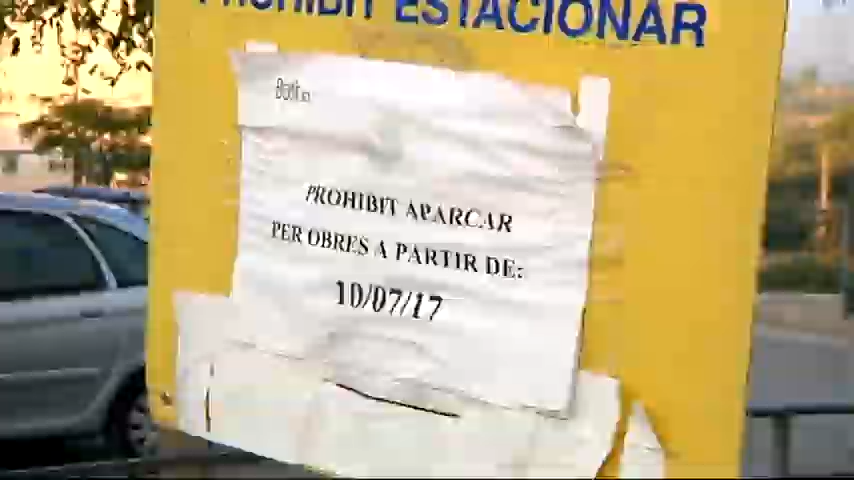 PROHIBIT ESTACIONAR
PROHIBIT APARCAR
PER OBRES A PARTIR DE:
10/07/17